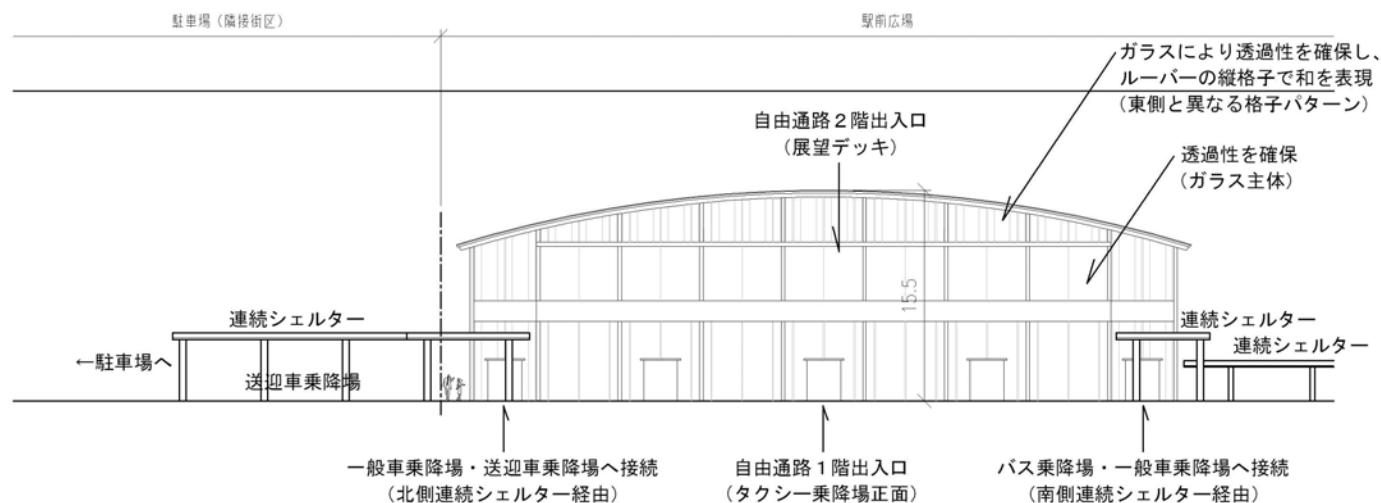 駐車場（隣接街区）
駅前広場
ガラスにより透過性を確保し、
ルーバーの縦格子で和を表現
（東側と異なる格子パターン）
自由通路２階出入口
（展望デッキ）
透過性を確保
（ガラス主体）
15.5
連続シェルター
連続シェルター
連続シェルター
←駐車場へ
送迎車乗降場
一般車乗降場・送迎車乗降場へ接続
（北側連続シェルター経由）
自由通路１階出入口
（タクシー乗降場正面）
バス乗降場・一般車乗降場へ接続
（南側連続シェルター経由）